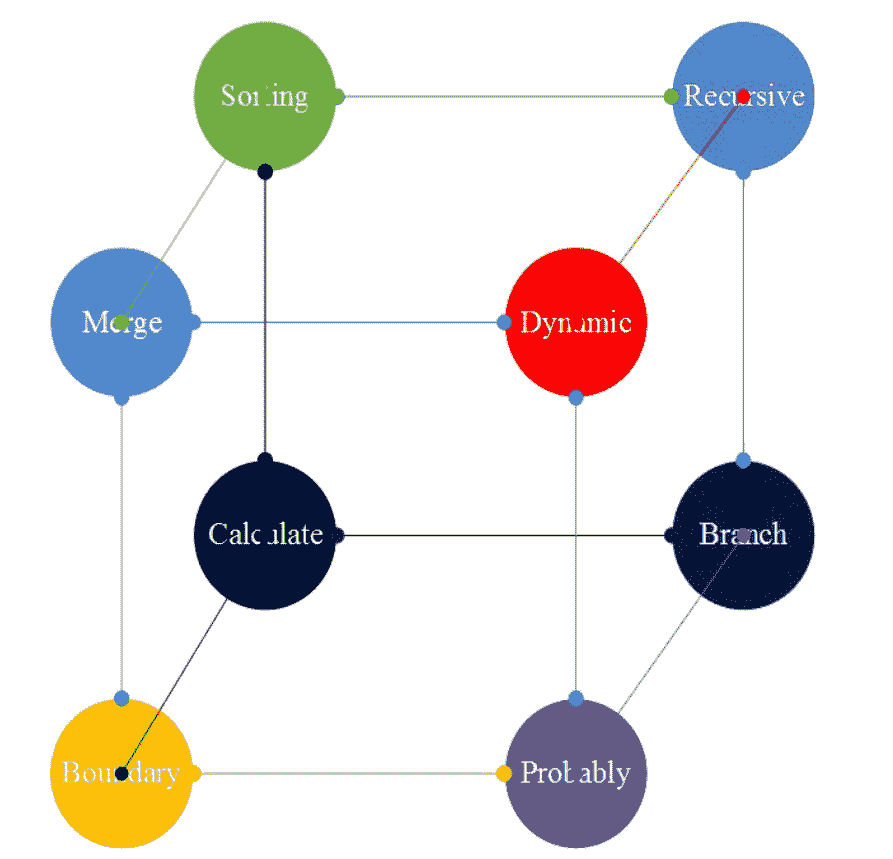 Sorting
Recursive
Merge
Dynamic
Calculate
Branch
Boundary
Probably